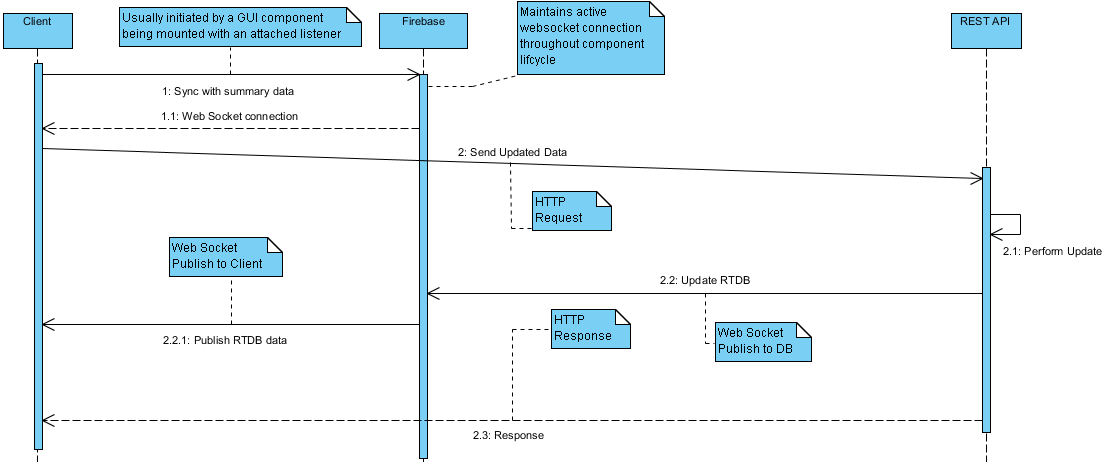 Client
Usually initiated by a GUI component
being mounted with an attached listener
Firebase
Maintains active
websocket connection
throughout component
lifcycle
REST API
1: Sync with summary data
1.1: Web Socket connection
2: Send Updated Data
HTTP
Request
2.1: Perform Update
Web Socket
Publish to Client
2.2: Update RTDB
2.2.1: Publish RTDB data
HTTP
Response
Web Socket
Publish to DB
2.3: Response